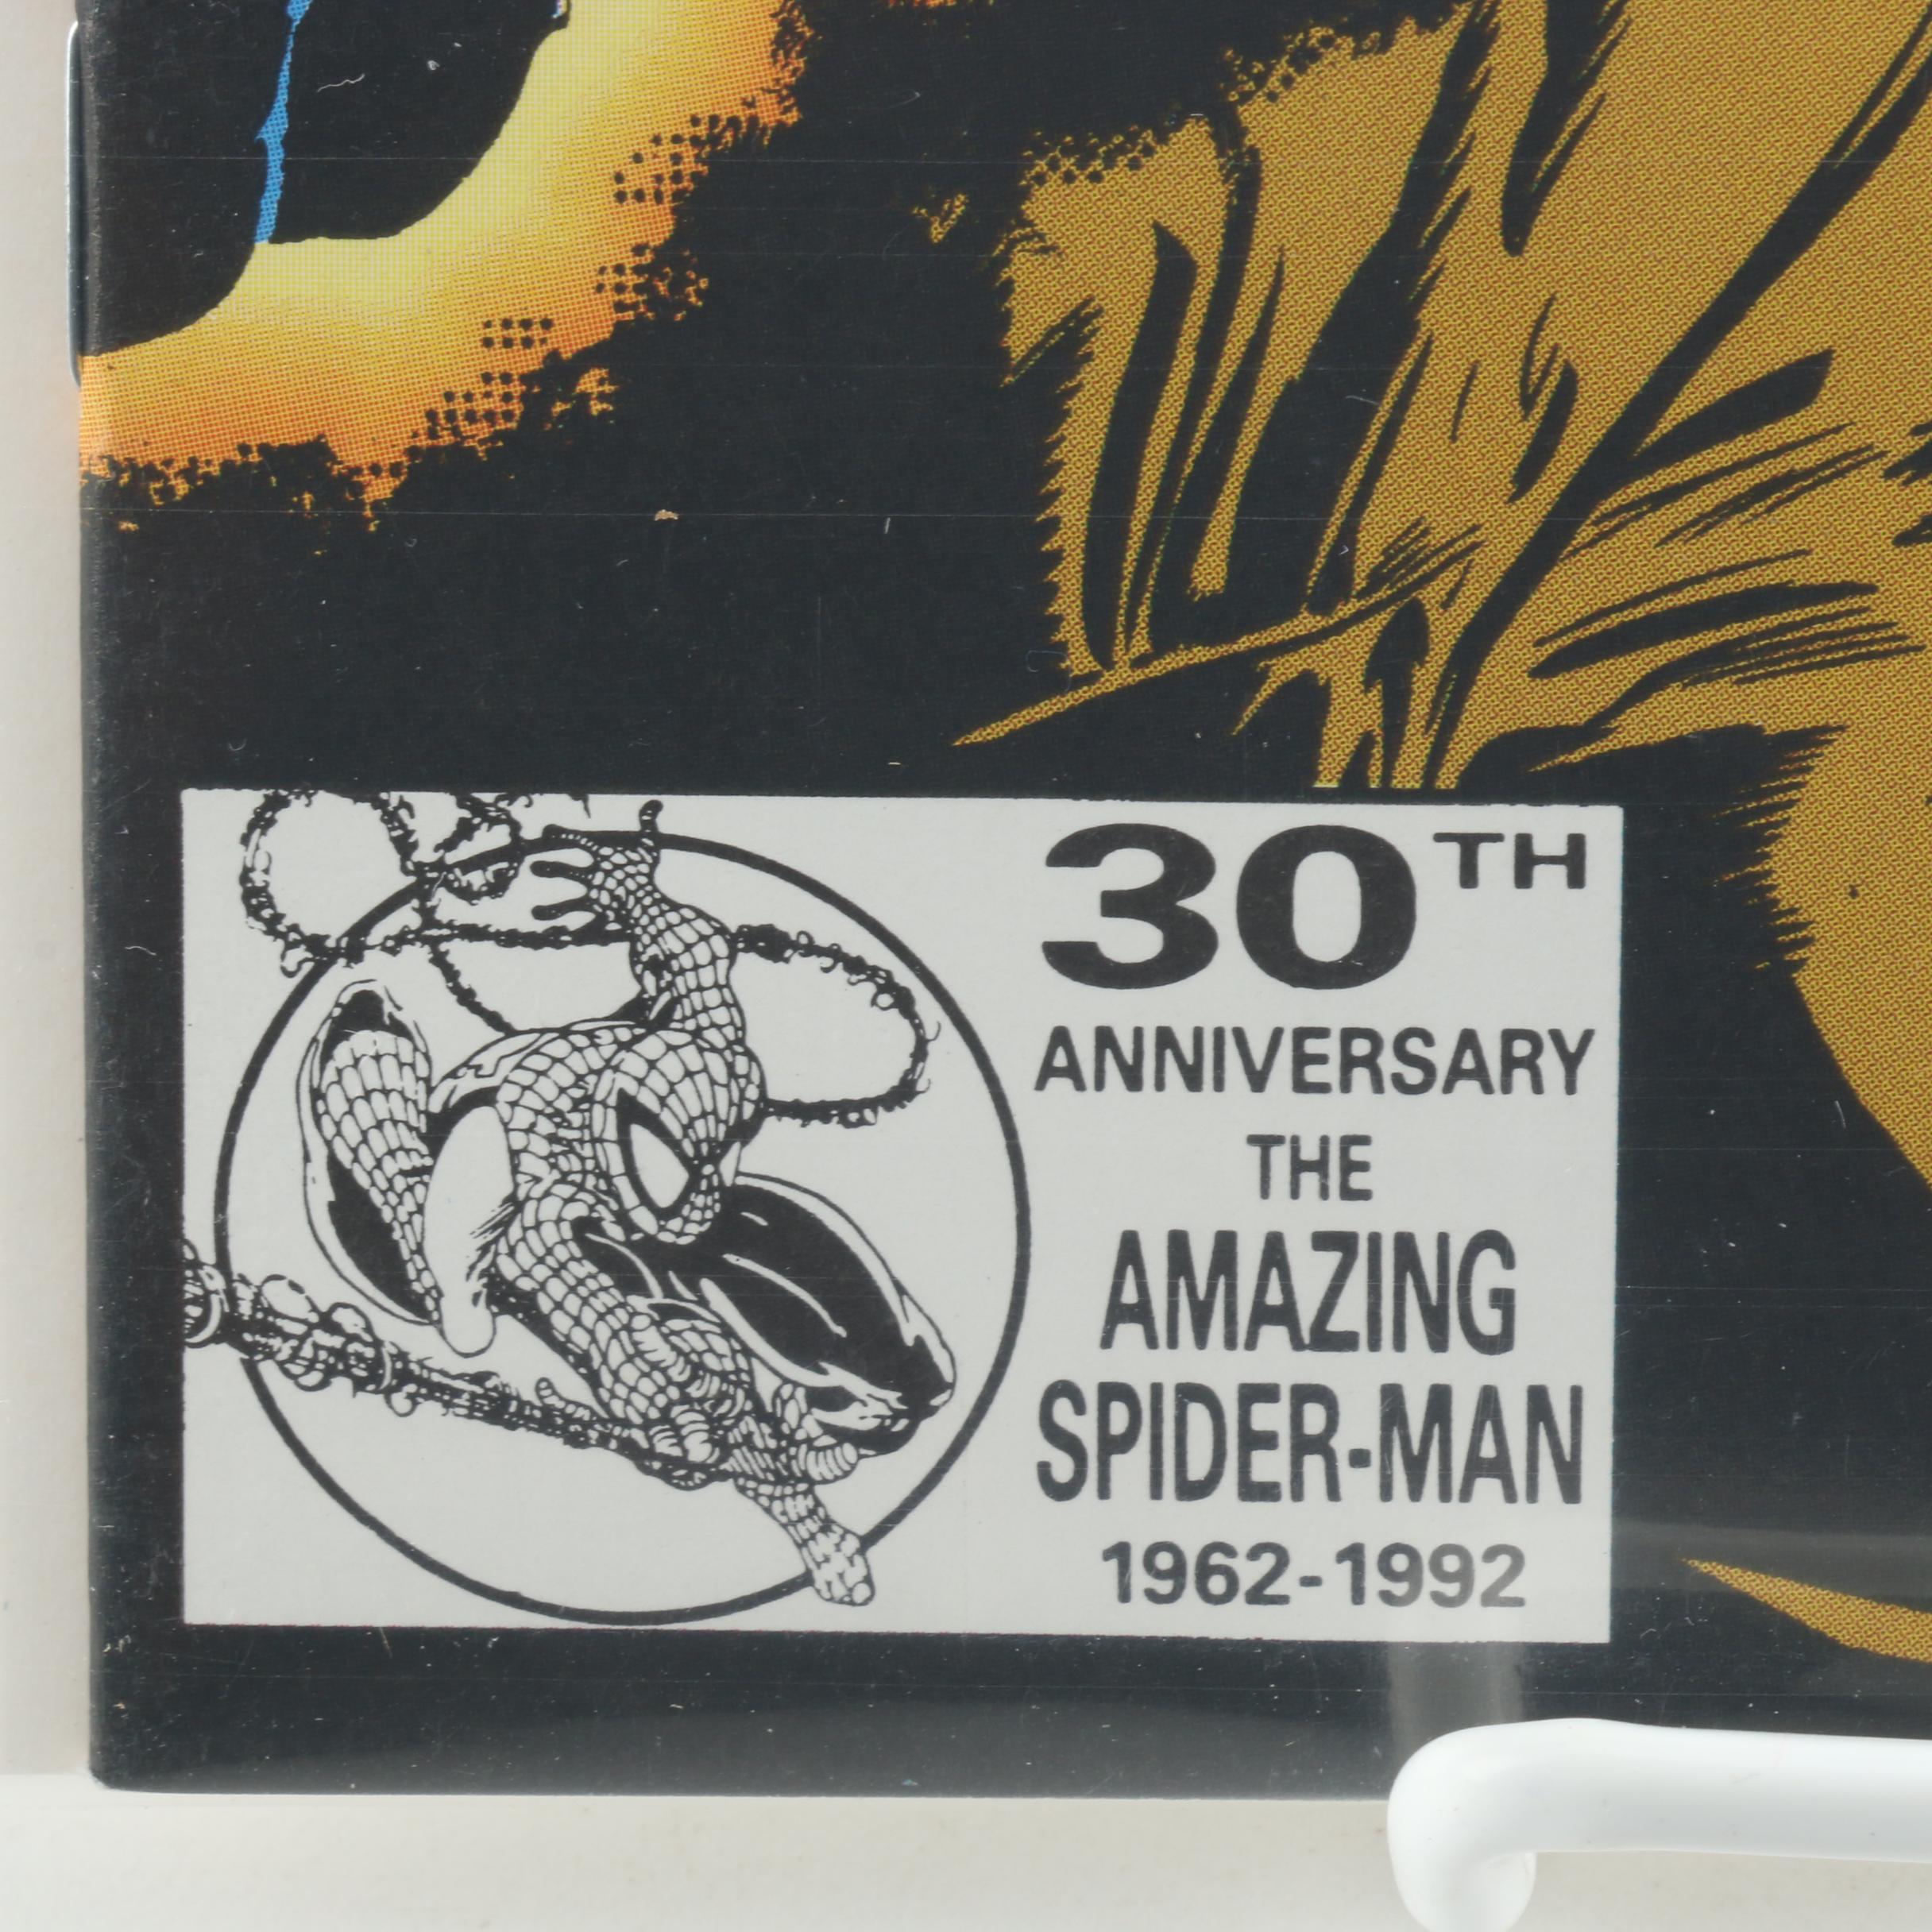 30TH
ANNIVERSARY
THE
AMAZING
SPIDER-MAN
1962-1992